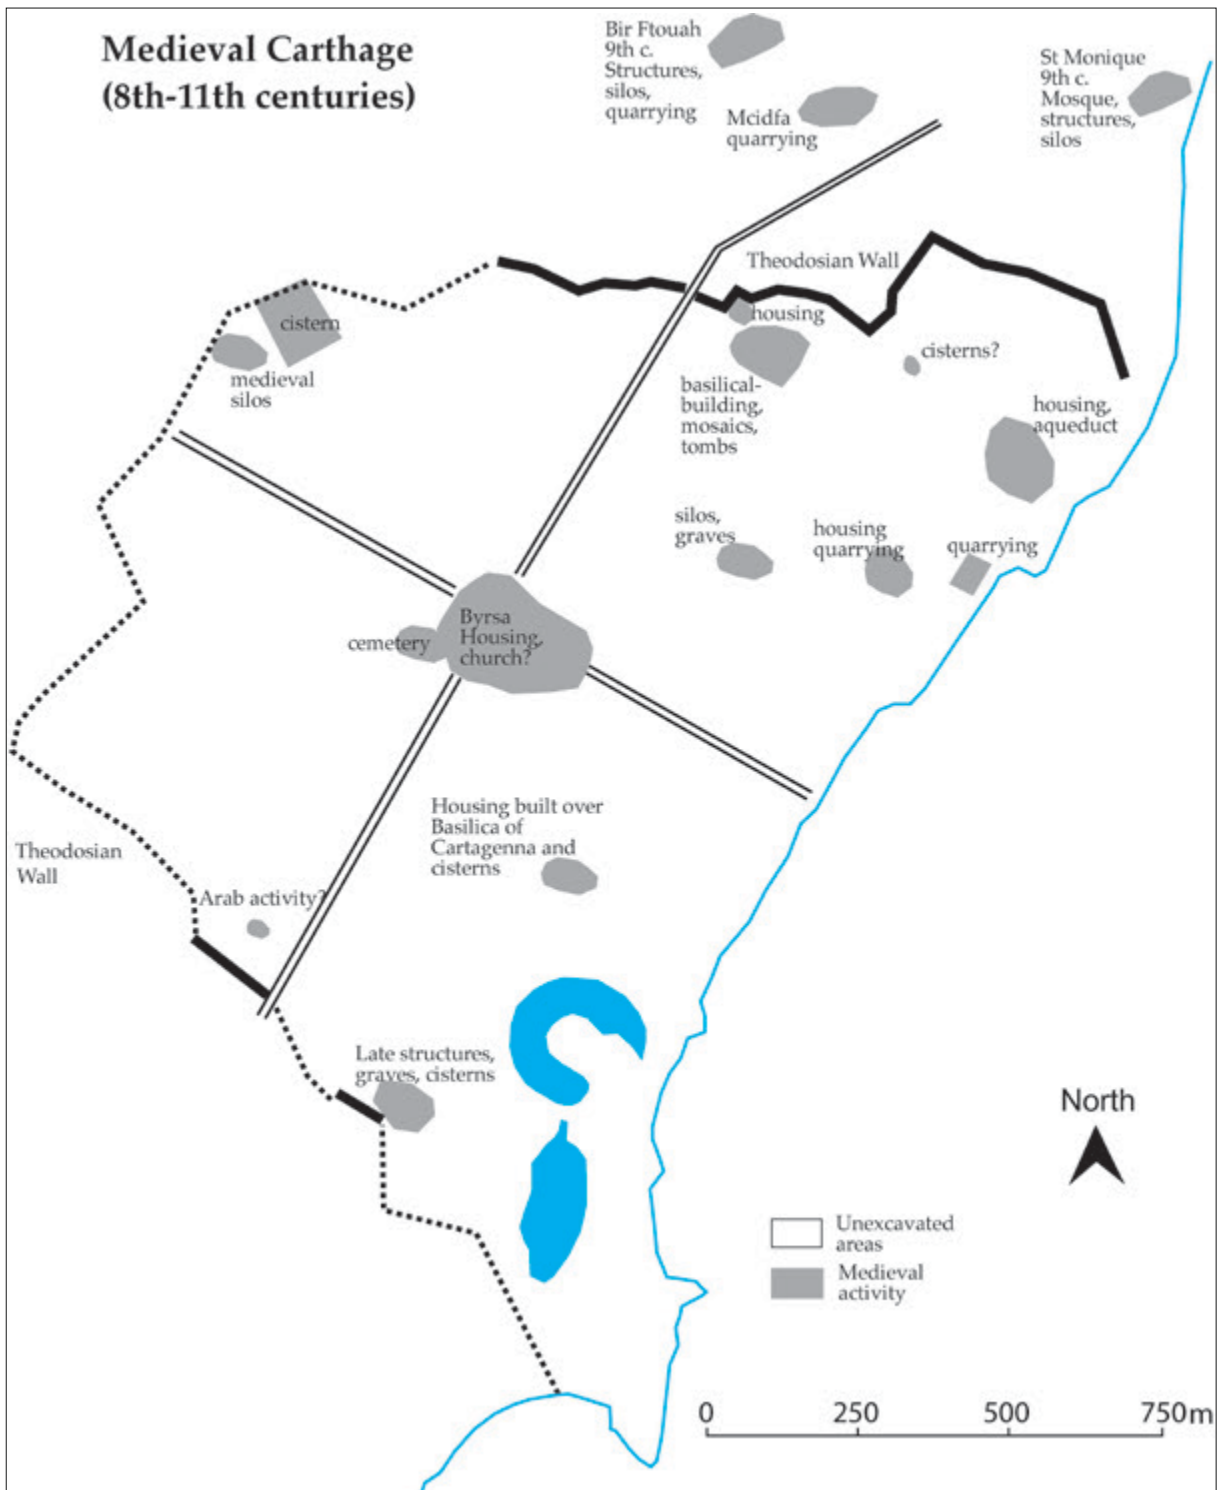 Medieval Carthage
(8th-11th centuries)
Bir Ftouah
9th c.
Structures,
silos,
quarrying
Mcidfa
quarrying
St Monique
9th c.
Mosque,
structures,
silos
Theodosian Wall
cistern
medieval
silos
housing
basilical-
building,
mosaics,
tombs
cisterns?
housing,
aqueduct
silos,
graves
housing
quarrying
quarrying
cemetery
Byrsa
Housing,
church?
Housing built over
Basilica of
Cartagenna and
cisterns
Theodosian
Wall
Arab activity?
Late structures,
graves, cisterns
North
Unexcavated
areas
Medieval
activity
0 250 500 750m